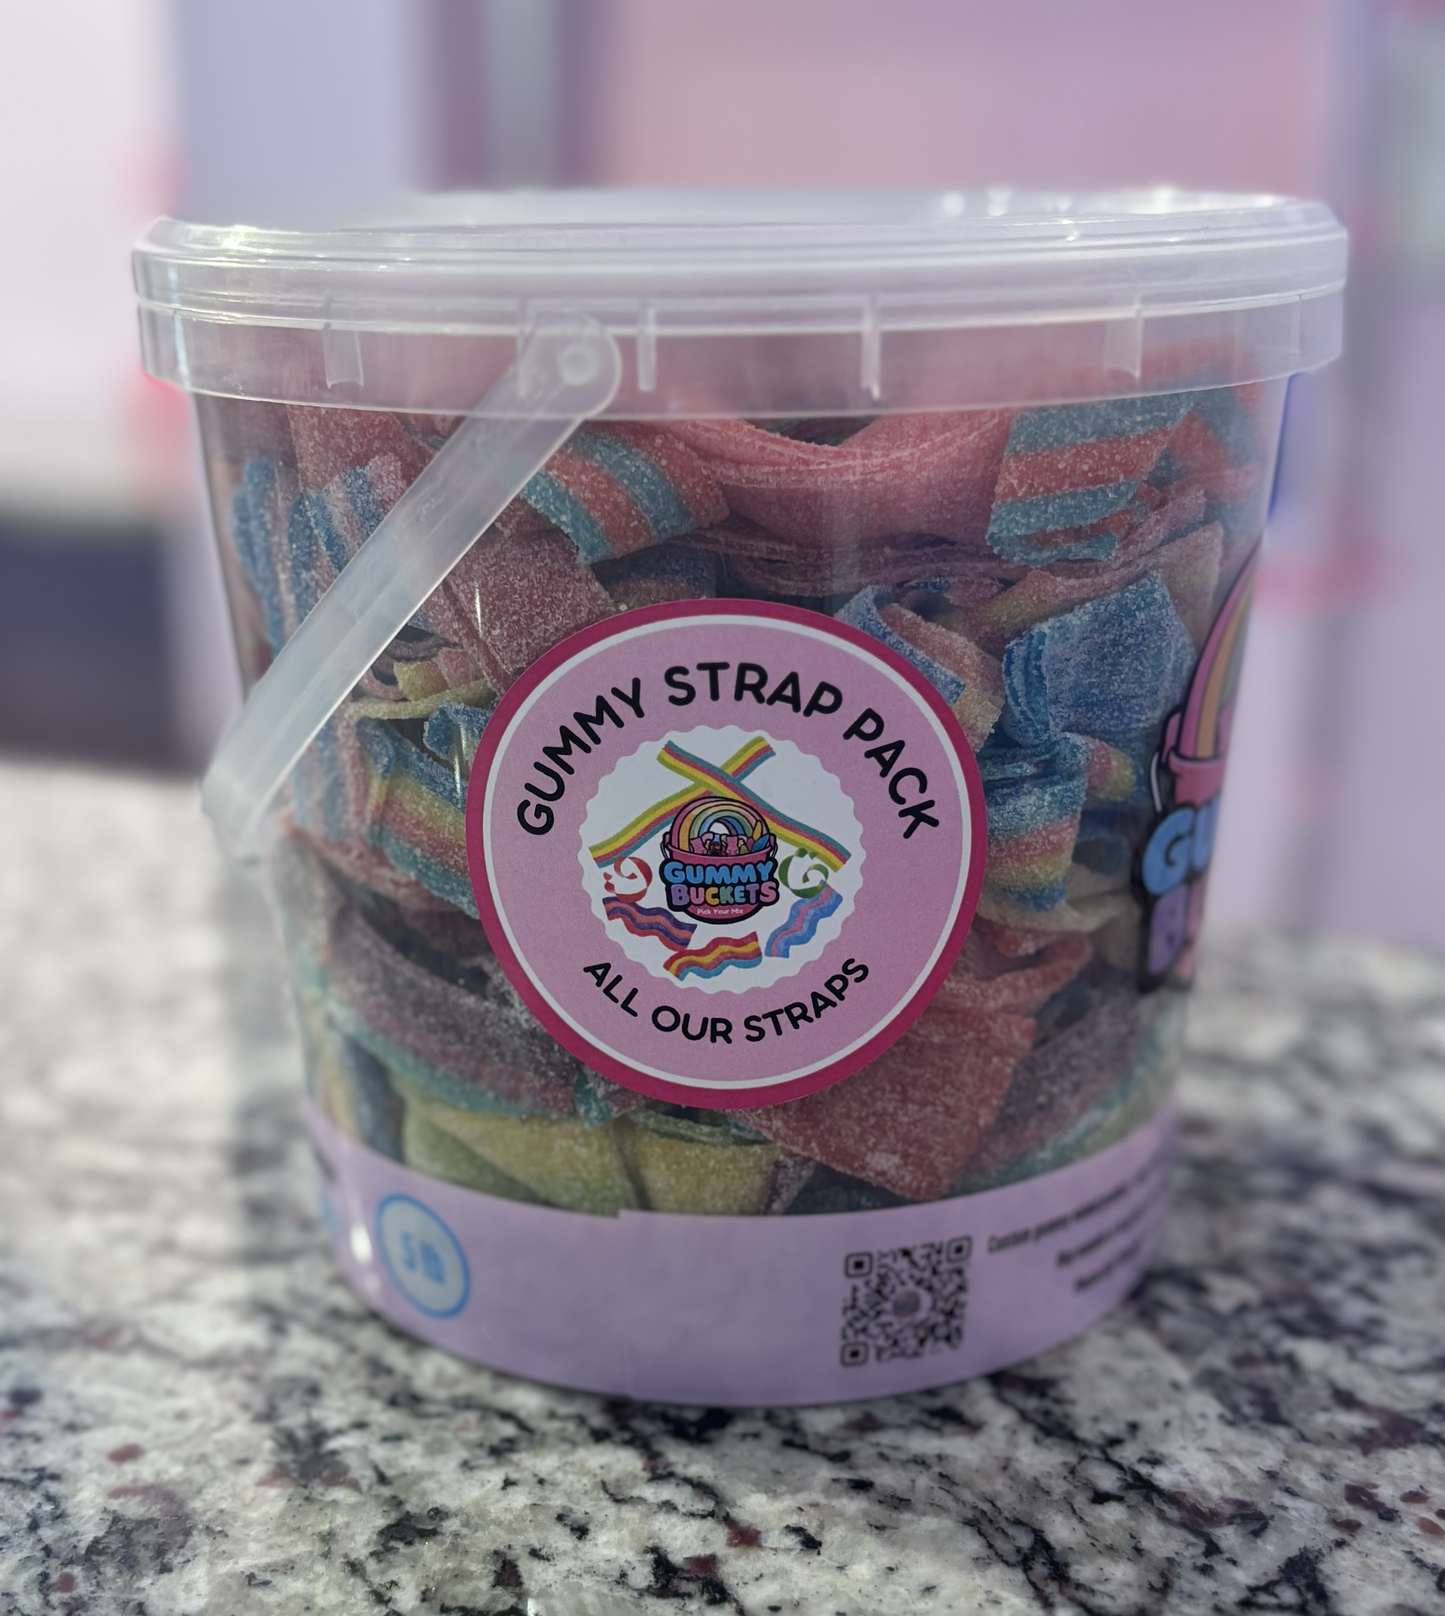 GUMMY STRAP PACK
GUMMY
BUCKETS
Pick Your Mix
ALL OUR STRAPS